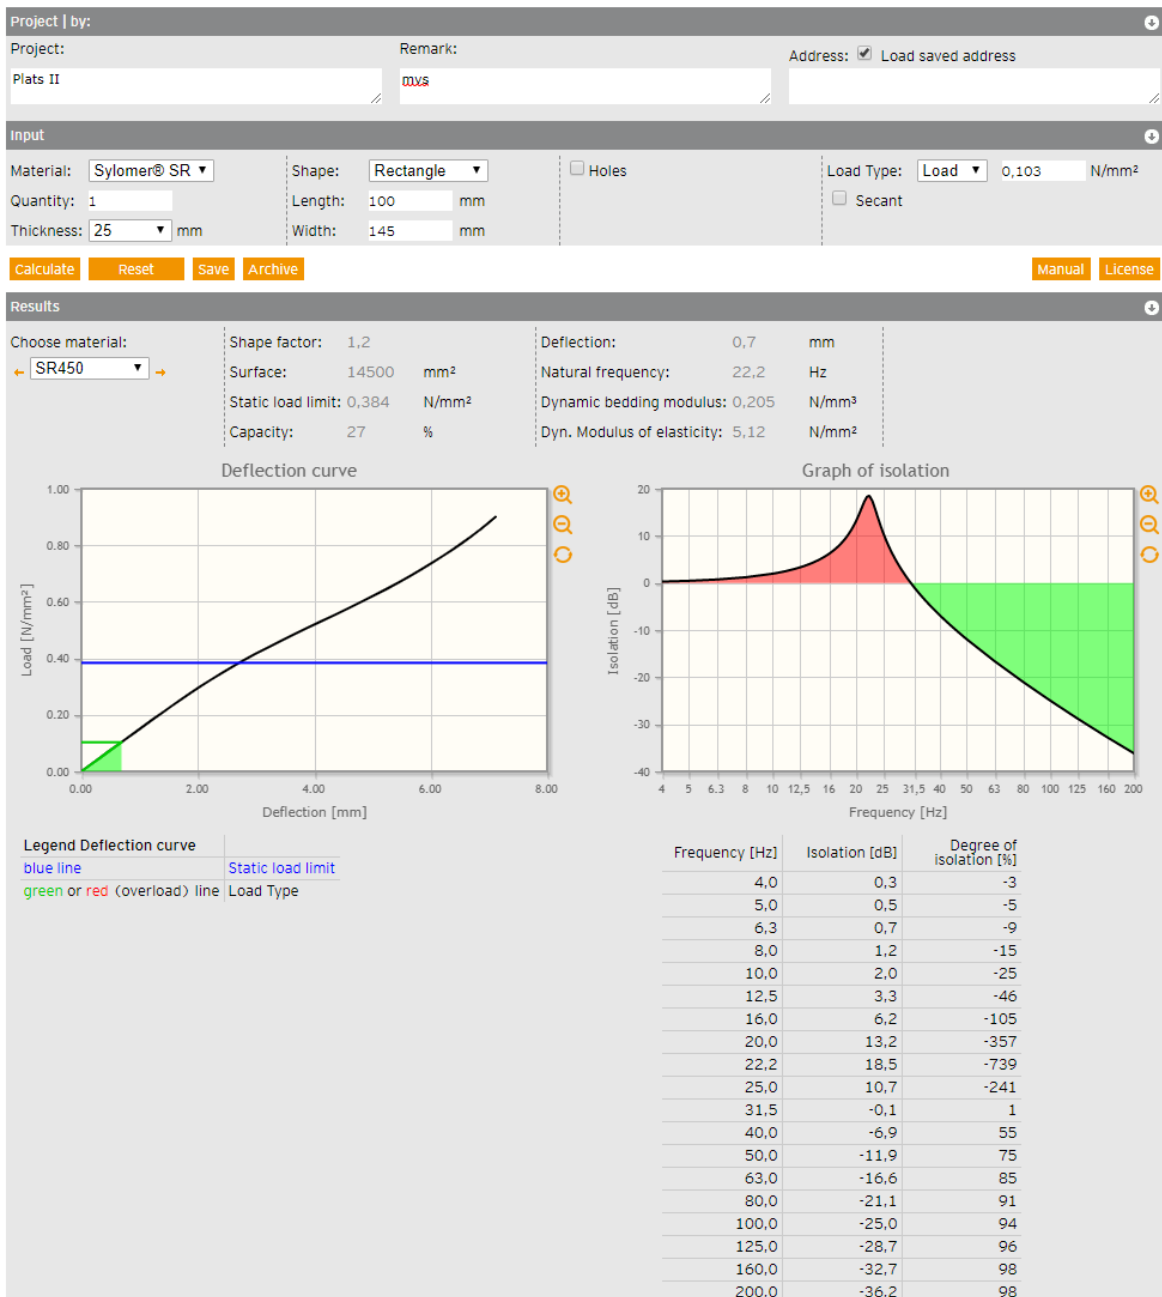 Project | by:
Project: Remark: Address: Load saved address
Plats II mvs
Input
Material: Sylomer® SR Shape: Rectangle Holes Load Type: Load 0,103 N/mm²
Quantity: 1 Length: 100 mm Secant
Thickness: 25 mm Width: 145 mm
Calculate Reset Save Archive Manual License
Results
Choose material: Shape factor: 1,2 Deflection: 0,7 mm
SR450 Surface: 14500 mm² Natural frequency: 22,2 Hz
Static load limit: 0,384 N/mm² Dynamic bedding modulus: 0,205 N/mm³
Capacity: 27 % Dyn. Modulus of elasticity: 5,12 N/mm²
Deflection curve
1.00
0.80
0.60
0.40
0.20
0.00
Load [N/mm²]
0.00 2.00 4.00 6.00 8.00
Deflection [mm]
Graph of isolation
20
10
0
-10
-20
-30
-40
Isolation [dB]
4 5 6.3 8 10 12,5 16 20 25 31,5 40 50 63 80 100 125 160 200
Frequency [Hz]
Legend Deflection curve
blue line Static load limit
green or red (overload) line Load Type
Frequency [Hz] Isolation [dB] Degree of isolation [%]
4,0 0,3 -3
5,0 0,5 -5
6,3 0,7 -9
8,0 1,2 -15
10,0 2,0 -25
12,5 3,3 -46
16,0 6,2 -105
20,0 13,2 -357
22,2 18,5 -739
25,0 10,7 -241
31,5 -0,1 1
40,0 -6,9 55
50,0 -11,9 75
63,0 -16,6 85
80,0 -21,1 91
100,0 -25,0 94
125,0 -28,7 96
160,0 -32,7 98
200,0 -36,2 98